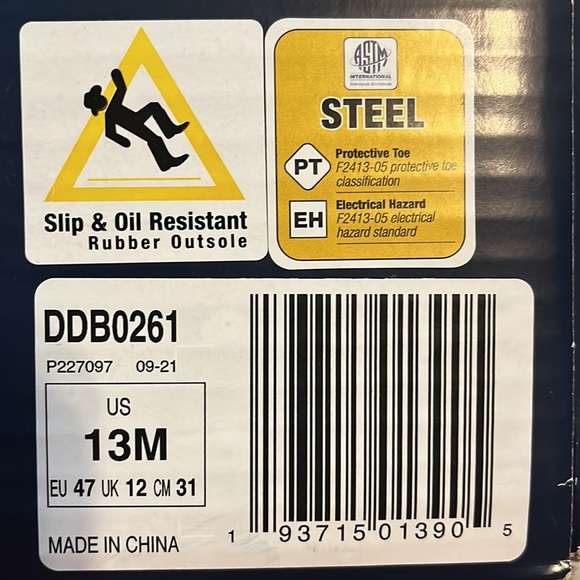 Slip & Oil Resistant
Rubber Outsole
ASTM
INTERNATIONAL
STEEL
PT
Protective Toe
F2413-05 protective toe
classification
EH
Electrical Hazard
F2413-05 electrical
hazard standard
DDB0261
P227097 09-21
US
13M
EU 47 UK 12 CM 31
MADE IN CHINA
1 93715 01390 5